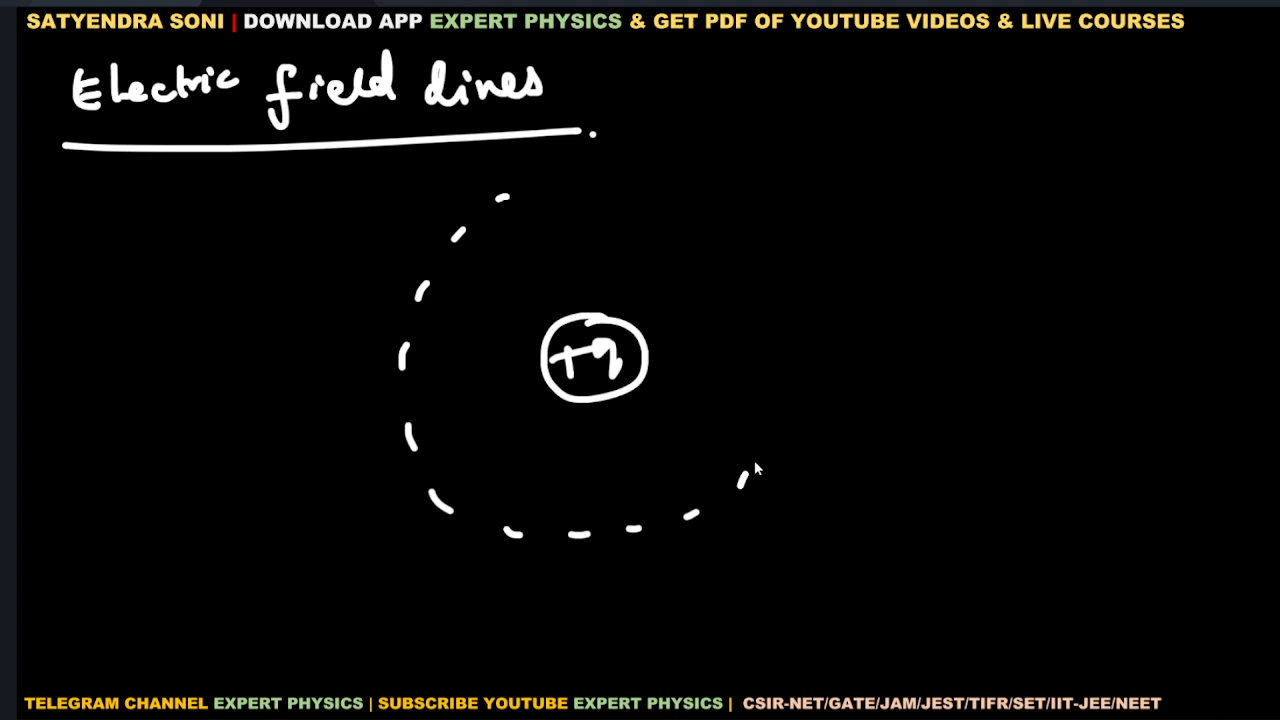 SATYENDRA SONI | DOWNLOAD APP EXPERT PHYSICS & GET PDF OF YOUTUBE VIDEOS & LIVE COURSES
Electric field lines
+q
TELEGRAM CHANNEL EXPERT PHYSICS | SUBSCRIBE YOUTUBE EXPERT PHYSICS | CSIR-NET/GATE/JAM/JEST/TIFR/SET/IIT-JEE/NEET